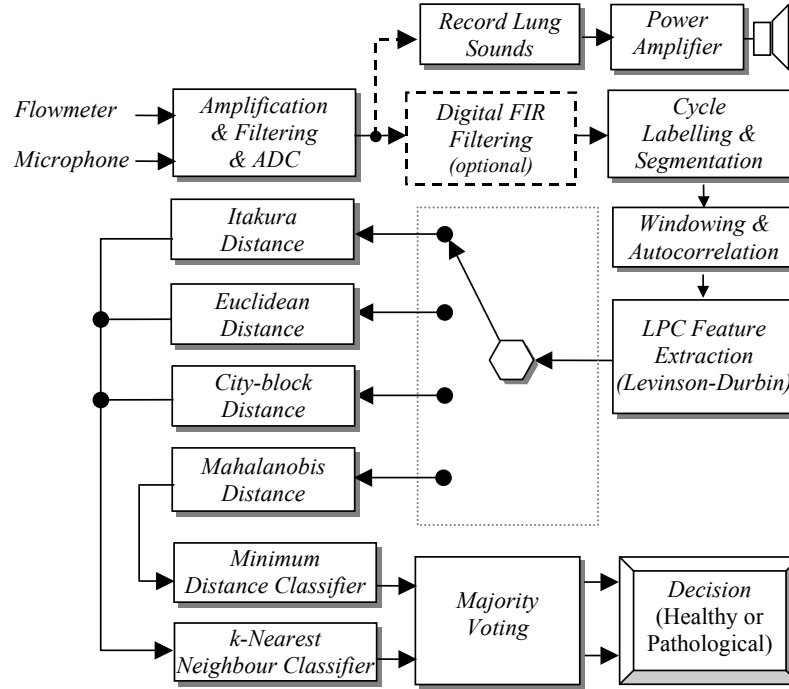 Record Lung
Sounds
Power
Amplifier
Flowmeter
Microphone
Amplification
& Filtering
& ADC
Digital FIR
Filtering
(optional)
Cycle
Labelling &
Segmentation
Itakura
Distance
Windowing &
Autocorrelation
Euclidean
Distance
LPC Feature
Extraction
(Levinson-Durbin)
City-block
Distance
Mahalanobis
Distance
Minimum
Distance Classifier
k-Nearest
Neighbour Classifier
Majority
Voting
Decision
(Healthy or
Pathological)